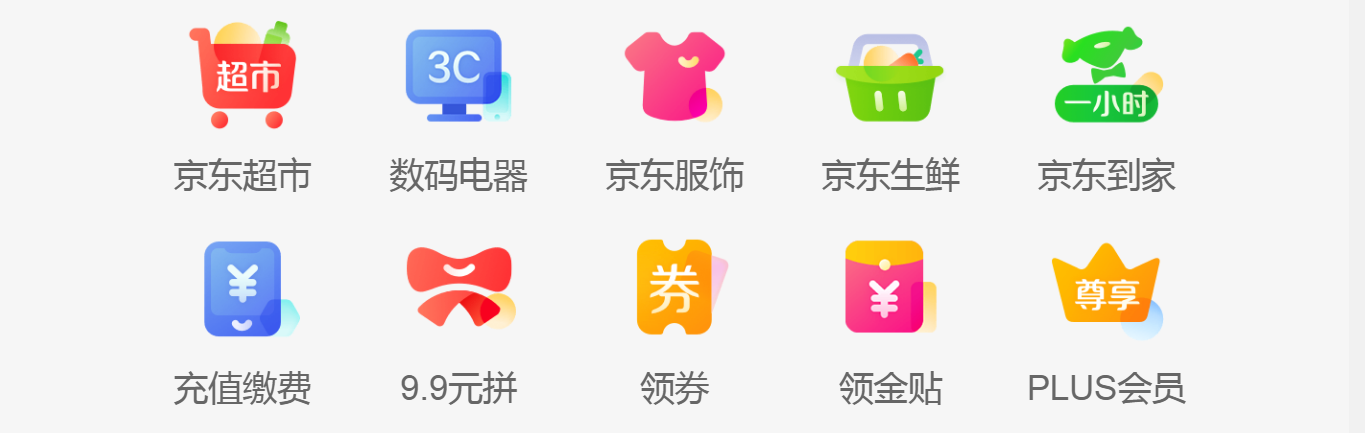 超市
3C
一小时
京东超市
数码电器
京东服饰
京东生鲜
京东到家
¥
券
¥
尊享
充值缴费
9.9元拼
领券
领金贴
PLUS会员